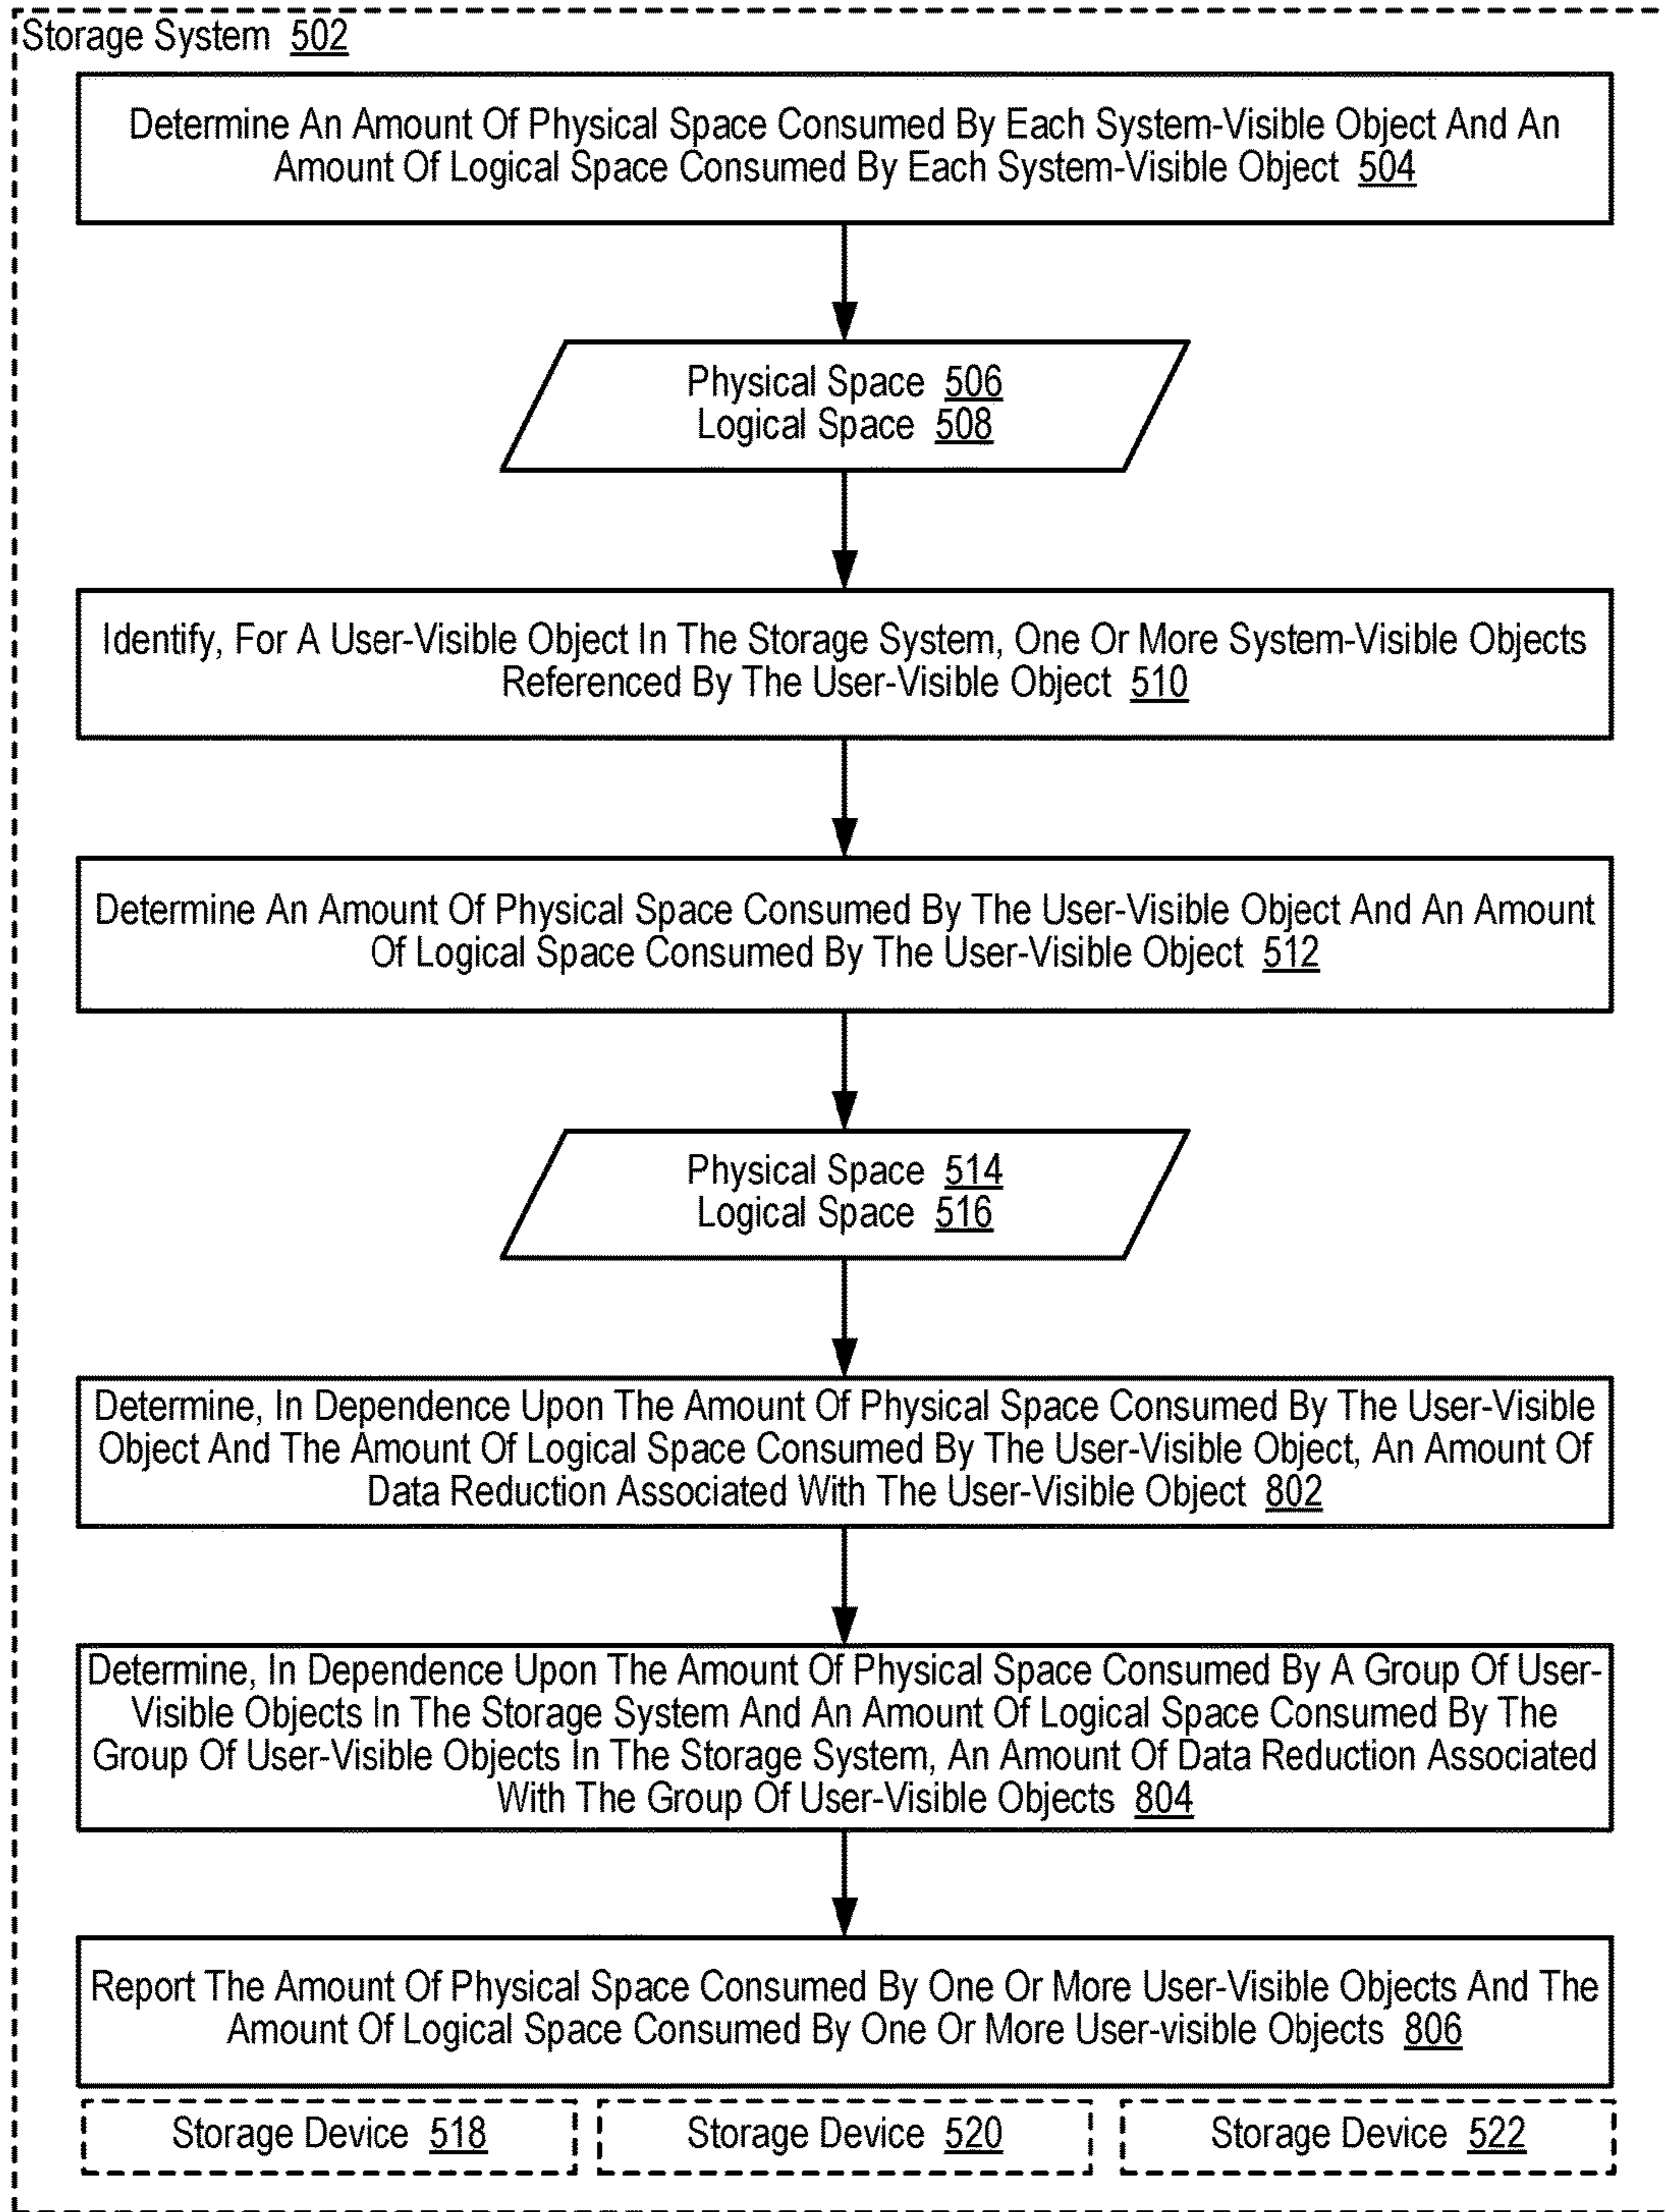 Storage System 502
Determine An Amount Of Physical Space Consumed By Each System-Visible Object And An
Amount Of Logical Space Consumed By Each System-Visible Object 504
Physical Space 506
Logical Space 508
Identify, For A User-Visible Object In The Storage System, One Or More System-Visible Objects
Referenced By The User-Visible Object 510
Determine An Amount Of Physical Space Consumed By The User-Visible Object And An Amount
Of Logical Space Consumed By The User-Visible Object 512
Physical Space 514
Logical Space 516
Determine, In Dependence Upon The Amount Of Physical Space Consumed By The User-Visible
Object And The Amount Of Logical Space Consumed By The User-Visible Object, An Amount Of
Data Reduction Associated With The User-Visible Object 802
Determine, In Dependence Upon The Amount Of Physical Space Consumed By A Group Of User-
Visible Objects In The Storage System And An Amount Of Logical Space Consumed By The
Group Of User-Visible Objects In The Storage System, An Amount Of Data Reduction Associated
With The Group Of User-Visible Objects 804
Report The Amount Of Physical Space Consumed By One Or More User-Visible Objects And The
Amount Of Logical Space Consumed By One Or More User-visible Objects 806
Storage Device 518
Storage Device 520
Storage Device 522